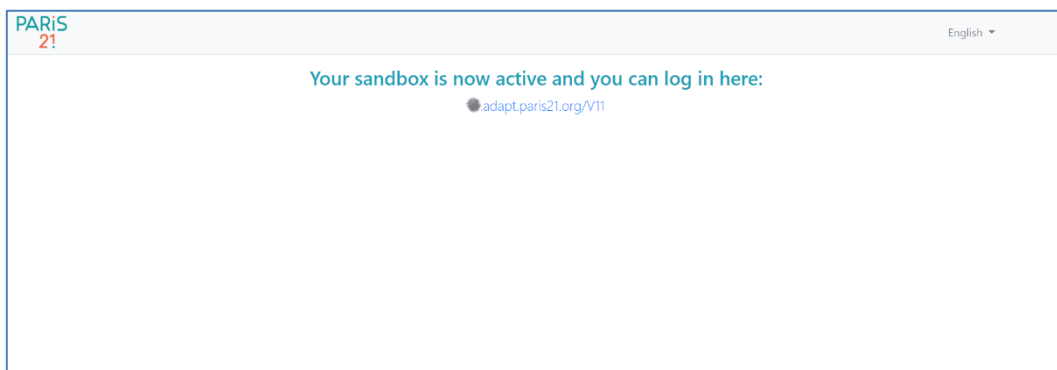 PARiS
21
English
Your sandbox is now active and you can log in here:
.adapt.paris21.org/V11